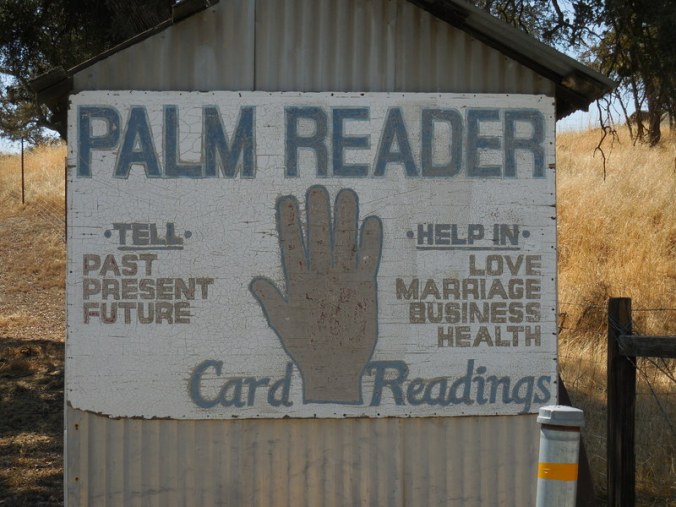 PALM READER
•TELL•
PAST
PRESENT
FUTURE
•HELP IN•
LOVE
MARRIAGE
BUSINESS
HEALTH
Card Readings